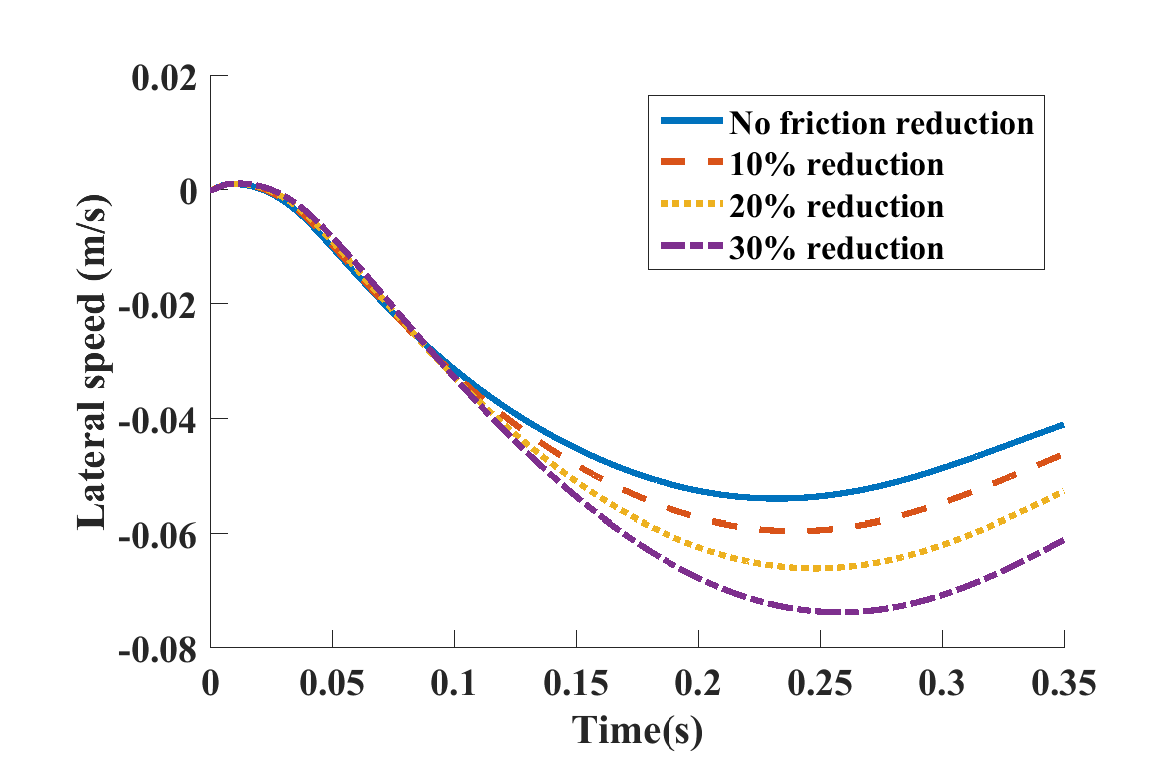 0.02
0
-0.02
-0.04
-0.06
-0.08
Lateral speed (m/s)
No friction reduction
10% reduction
20% reduction
30% reduction
0 0.05 0.1 0.15 0.2 0.25 0.3 0.35
Time(s)